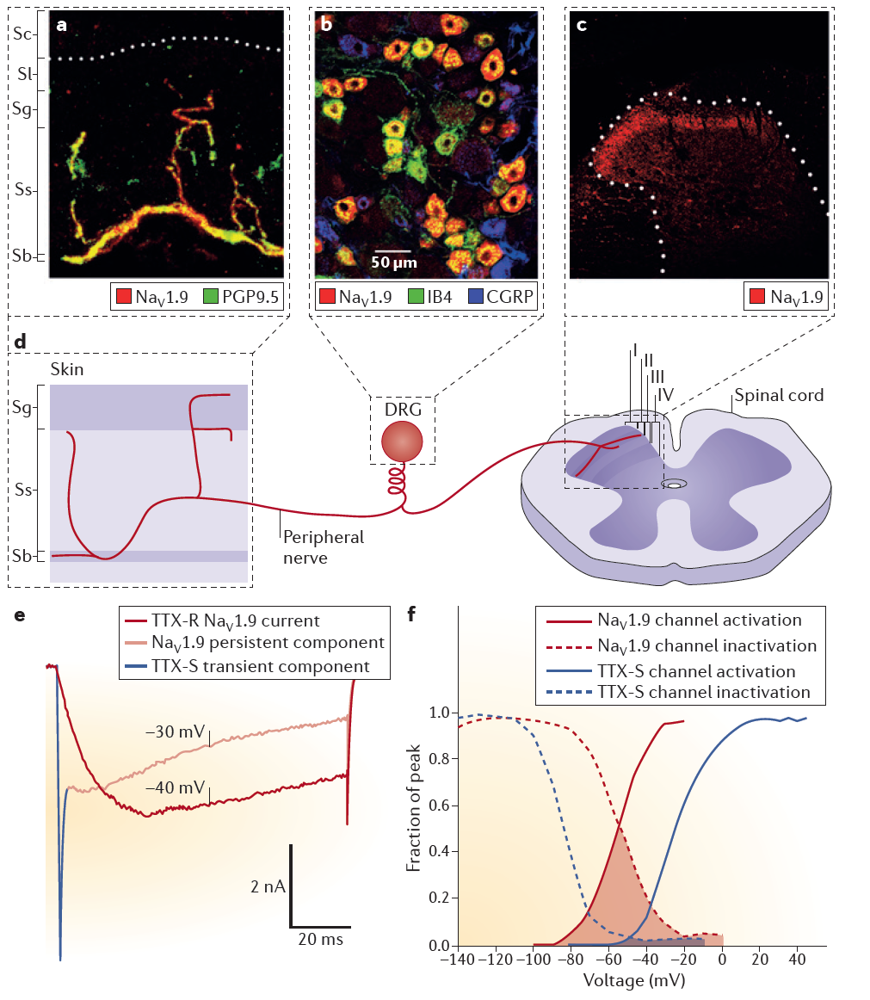 a
Sc
Sl
Sg
Ss
Sb
NaV1.9 PGP9.5
b
50 µm
NaV1.9 IB4 CGRP
c
NaV1.9
d
Skin
Sg
Ss
Sb
Peripheral
nerve
DRG
I
II
III
IV
Spinal cord
e
TTX-R NaV1.9 current
NaV1.9 persistent component
TTX-S transient component
–30 mV
–40 mV
2 nA
20 ms
f
NaV1.9 channel activation
NaV1.9 channel inactivation
TTX-S channel activation
TTX-S channel inactivation
Fraction of peak
1.0
0.8
0.6
0.4
0.2
0.0
–140 –120 –100 –80 –60 –40 –20 0 20 40
Voltage (mV)